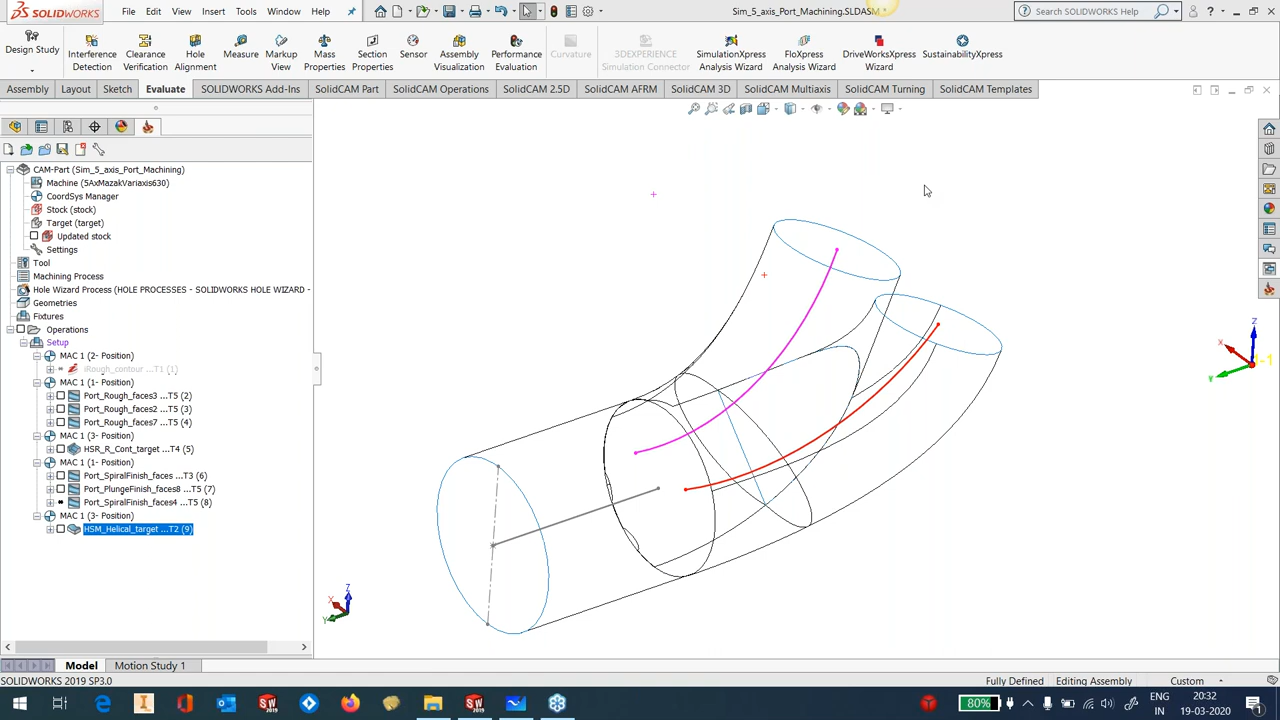 SOLIDWORKS File Edit View Insert Tools Window Help Sim_5_axis_Port_Machining.SLDASM * Search SOLIDWORKS Help ?
Design Study
Interference Detection
Clearance Verification
Hole Alignment
Measure
Markup View
Mass Properties
Section Properties
Sensor
Assembly Visualization
Performance Evaluation
Curvature
3DEXPERIENCE Simulation Connector
SimulationXpress Analysis Wizard
FloXpress Analysis Wizard
DriveWorksXpress Wizard
SustainabilityXpress
Assembly Layout Sketch Evaluate SOLIDWORKS Add-Ins SolidCAM Part SolidCAM Operations SolidCAM 2.5D SolidCAM AFRM SolidCAM 3D SolidCAM Multiaxis SolidCAM Turning SolidCAM Templates
CAM-Part (Sim_5_axis_Port_Machining)
Machine (5AxMazakVariaxis630)
CoordSys Manager
Stock (stock)
Target (target)
Updated stock
Settings
Tool
Machining Process
Hole Wizard Process (HOLE PROCESSES - SOLIDWORKS HOLE WIZARD -
Geometries
Fixtures
Operations
Setup
MAC 1 (2- Position)
iRough_contour ...T1 (1)
MAC 1 (1- Position)
Port_Rough_faces3 ...T5 (2)
Port_Rough_faces2 ...T5 (3)
Port_Rough_faces7 ...T5 (4)
MAC 1 (3- Position)
HSR_R_Cont_target ...T4 (5)
MAC 1 (1- Position)
Port_SpiralFinish_faces ...T3 (6)
Port_PlungeFinish_faces8 ...T5 (7)
Port_SpiralFinish_faces4 ...T5 (8)
MAC 1 (3- Position)
HSM_Helical_target ...T2 (9)
Z
X
Y
1-1
Z
X
Y
Model Motion Study 1
SOLIDWORKS 2019 SP3.0 Fully Defined Editing Assembly Custom
80% ENG 20:32
IN 19-03-2020